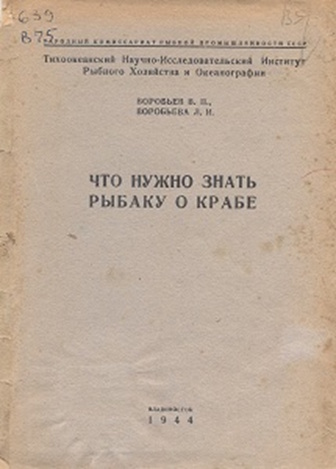 639
В75
НАРОДНЫЙ КОМИССАРИАТ РЫБНОЙ ПРОМЫШЛЕННОСТИ СССР
Тихоокеанский Научно-Исследовательский Институт
Рыбного Хозяйства и Океанографии
ВОРОБЬЕВ В. П.,
ВОРОБЬЕВА Л. И.
ЧТО НУЖНО ЗНАТЬ
РЫБАКУ О КРАБЕ
ВЛАДИВОСТОК
1944